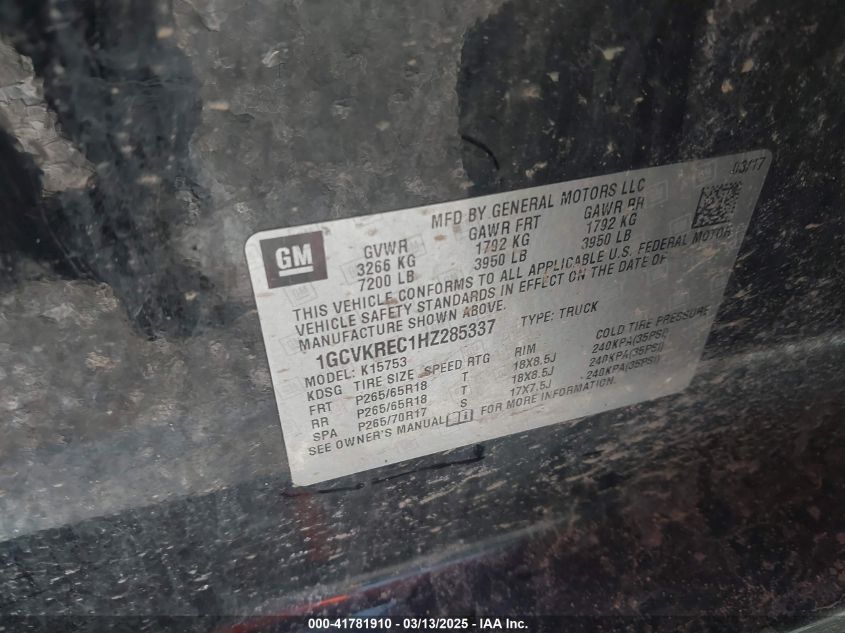 03/17
MFD BY GENERAL MOTORS LLC
GM
GVWR GAWR FRT GAWR RR
3266 KG 1792 KG 1792 KG
7200 LB 3950 LB 3950 LB
THIS VEHICLE CONFORMS TO ALL APPLICABLE U.S. FEDERAL MOTOR
VEHICLE SAFETY STANDARDS IN EFFECT ON THE DATE OF
MANUFACTURE SHOWN ABOVE.
1GCVKREC1HZ285337 TYPE: TRUCK
MODEL: K15753
KDSG TIRE SIZE SPEED RTG RIM COLD TIRE PRESSURE
FRT P265/65R18 T 18X8.5J 240KPA(35PSI)
RR P265/65R18 T 18X8.5J 240KPA(35PSI)
SPA P265/70R17 S 17X7.5J 240KPA(35PSI)
SEE OWNER'S MANUAL FOR MORE INFORMATION.
000-41781910 - 03/13/2025 - IAA Inc.